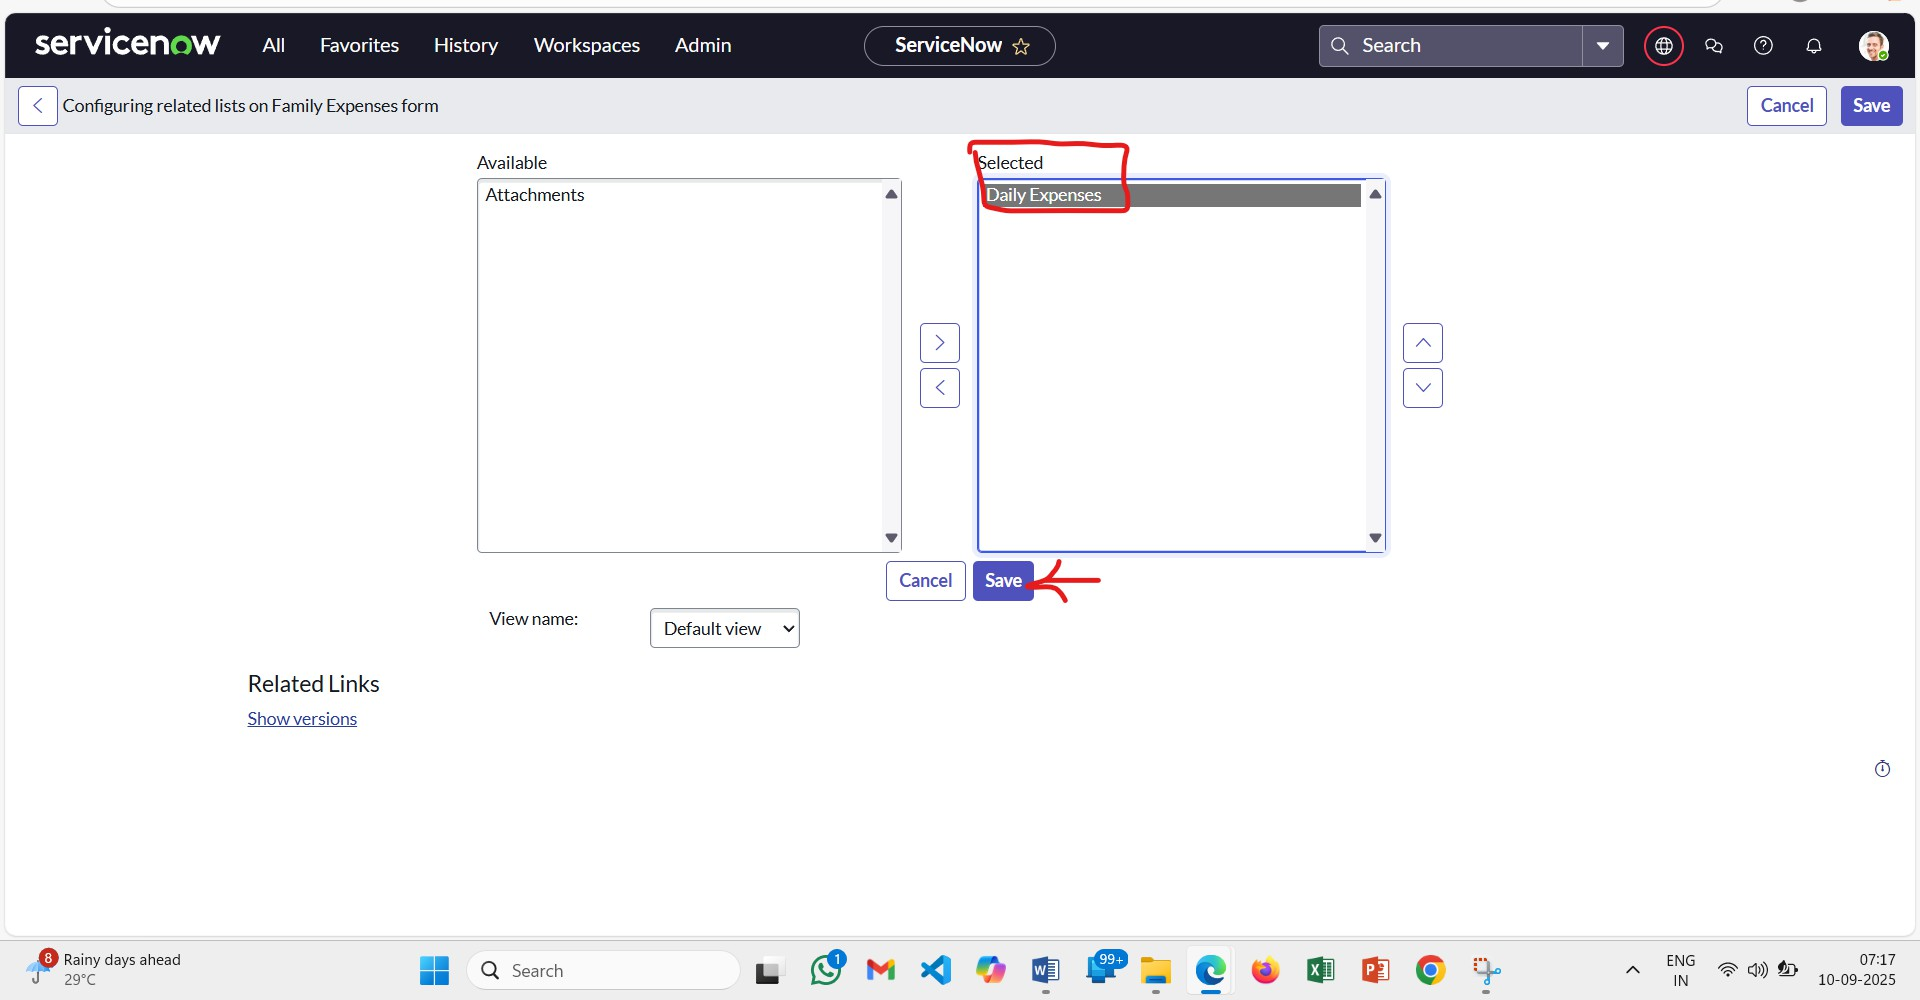 servicenow All Favorites History Workspaces Admin ServiceNow Search
Configuring related lists on Family Expenses form Cancel Save
Available Selected
Attachments Daily Expenses
Cancel Save
View name: Default view
Related Links
Show versions
8 Rainy days ahead
29°C
Search
1
99+
ENG
IN
07:17
10-09-2025